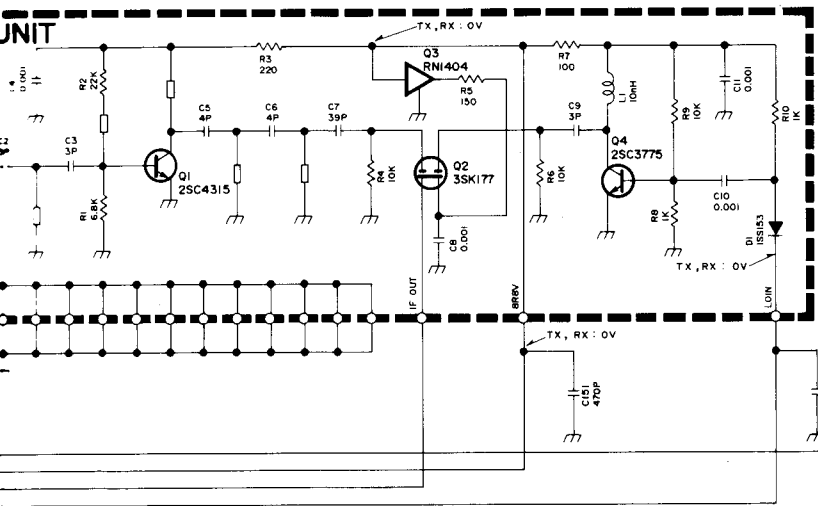 UNIT
TX,RX : 0V
Q3
RN1404
R3
220
R7
100
R2
22K
0.001
R5
150
L1
10nH
C11
0.001
R9
10K
R10
1K
C3
3P
C5
4P
C6
4P
C7
39P
C9
3P
Q1
2SC4315
R4
10K
Q2
3SK177
R6
10K
Q4
2SC3775
R1
6.8K
R8
1K
C10
0.001
C8
0.001
D1
1SS153
TX,RX : 0V
IF OUT
8R8V
LOIN
TX, RX : 0V
C151
470P